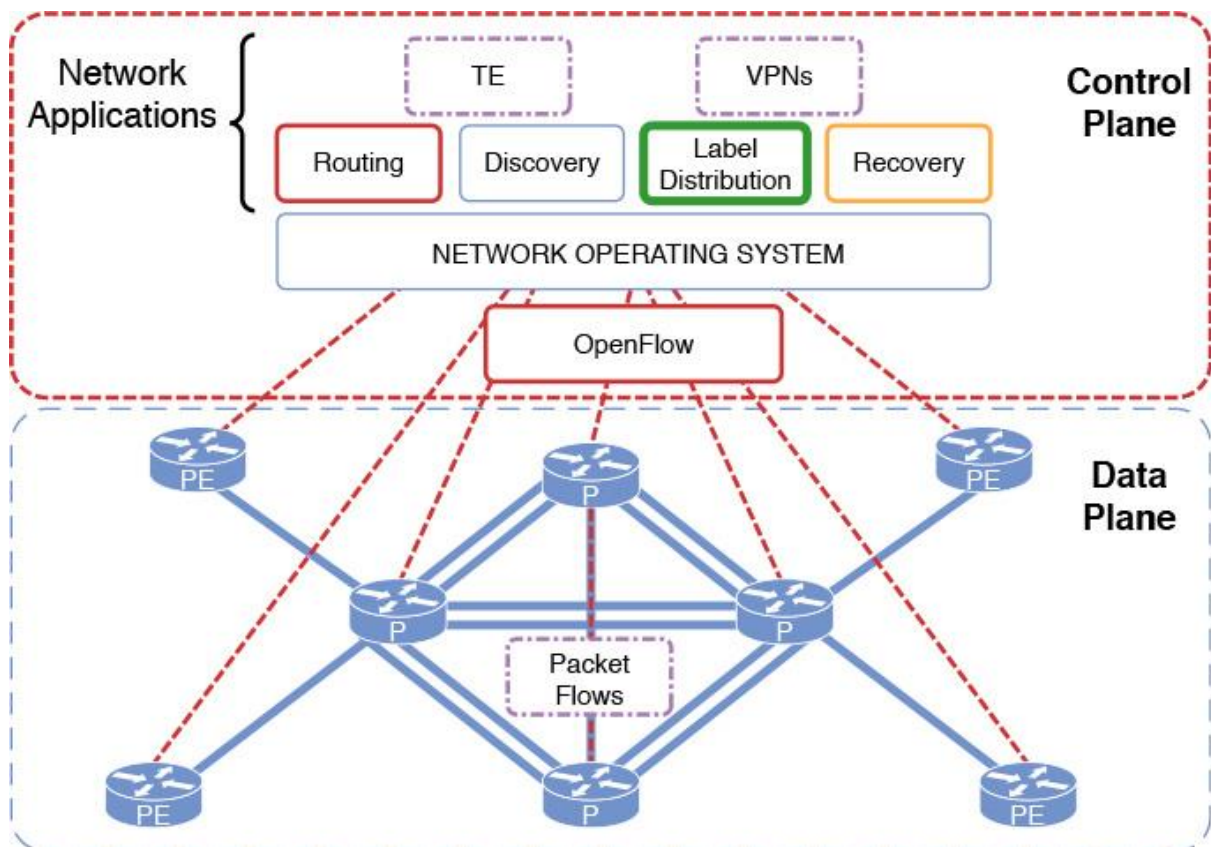 Network
Applications
TE
VPNs
Control
Plane
Routing
Discovery
Label
Distribution
Recovery
NETWORK OPERATING SYSTEM
OpenFlow
PE
P
PE
Data
Plane
P
P
Packet
Flows
PE
P
PE